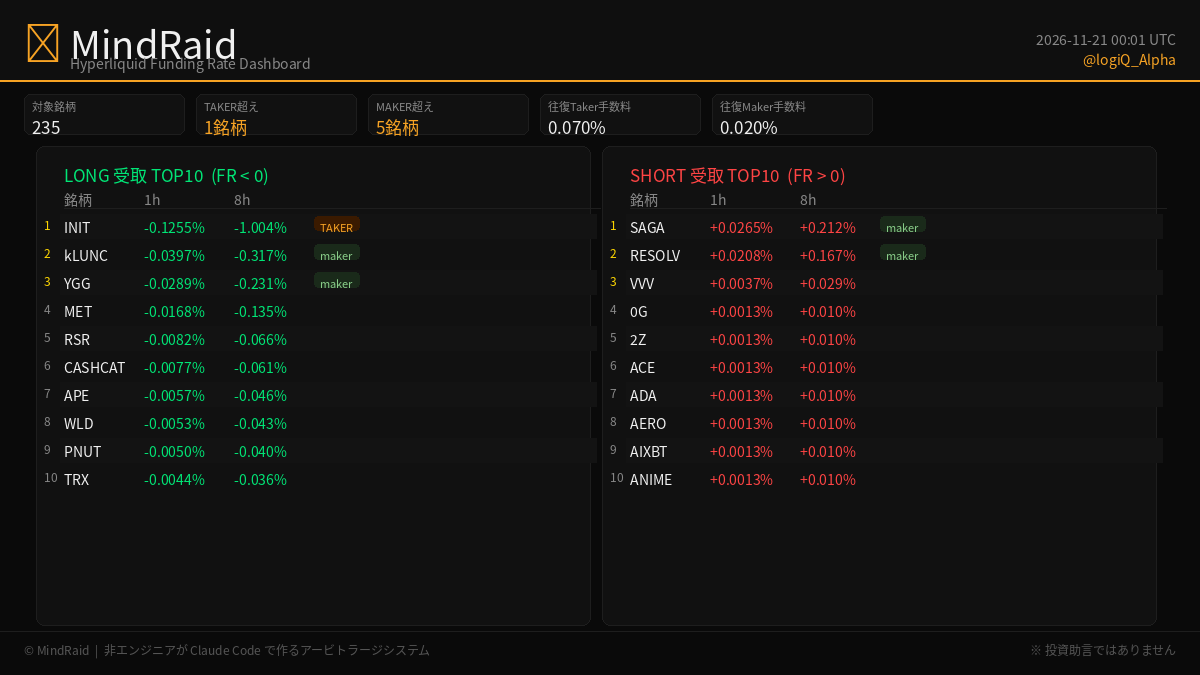 MindRaid
Hyperliquid Funding Rate Dashboard
2026-11-21 00:01 UTC
@logiQ_Alpha
対象銘柄
235
TAKER超え
1銘柄
MAKER超え
5銘柄
往復Taker手数料
0.070%
往復Maker手数料
0.020%
LONG 受取 TOP10 (FR < 0)
銘柄 1h 8h
1 INIT -0.1255% -1.004% TAKER
2 kLUNC -0.0397% -0.317% maker
3 YGG -0.0289% -0.231% maker
4 MET -0.0168% -0.135%
5 RSR -0.0082% -0.066%
6 CASHCAT -0.0077% -0.061%
7 APE -0.0057% -0.046%
8 WLD -0.0053% -0.043%
9 PNUT -0.0050% -0.040%
10 TRX -0.0044% -0.036%
SHORT 受取 TOP10 (FR > 0)
銘柄 1h 8h
1 SAGA +0.0265% +0.212% maker
2 RESOLV +0.0208% +0.167% maker
3 VVV +0.0037% +0.029%
4 0G +0.0013% +0.010%
5 2Z +0.0013% +0.010%
6 ACE +0.0013% +0.010%
7 ADA +0.0013% +0.010%
8 AERO +0.0013% +0.010%
9 AIXBT +0.0013% +0.010%
10 ANIME +0.0013% +0.010%
© MindRaid | 非エンジニアが Claude Code で作るアービトラージシステム
※ 投資助言ではありません